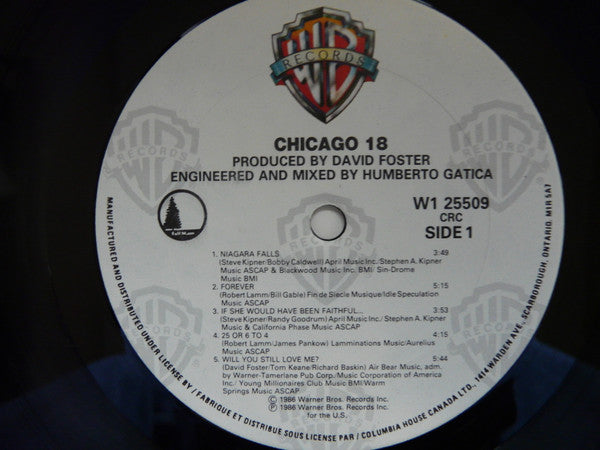 WB
RECORDS
CHICAGO 18
PRODUCED BY DAVID FOSTER
ENGINEERED AND MIXED BY HUMBERTO GATICA
Full Moon
W1 25509
CRC
SIDE 1
1. NIAGARA FALLS 3:49
(Steve Kipner/Bobby Caldwell) April Music Inc./Stephen A. Kipner
Music ASCAP & Blackwood Music Inc. BMI/ Sin-Drome
Music BMI
2. FOREVER 5:15
(Robert Lamm/Bill Gable) Fin de Siecle Musique/Idle Speculation
Music ASCAP
3. IF SHE WOULD HAVE BEEN FAITHFUL... 3:53
(Steve Kipner/Randy Goodrum) April Music Inc./ Stephen A. Kipner
Music & California Phase Music ASCAP
4. 25 OR 6 TO 4 4:15
(Robert Lamm/James Pankow) Lamminations Music/Aurelius
Music ASCAP
5. WILL YOU STILL LOVE ME? 5:44
(David Foster/Tom Keane/Richard Baskin) Air Bear Music, adm.
by Warner-Tamerlane Pub Corp./Music Corporation of America
Inc./ Young Millionaires Club Music BMI/Warm
Springs Music ASCAP
© 1986 Warner Bros. Records Inc.
℗ 1986 Warner Bros. Records Inc.
for the U.S.
MANUFACTURED AND DISTRIBUTED UNDER LICENSE BY / FABRIQUE ET DISTRIBUE SOUS LICENSE PAR / COLUMBIA HOUSE CANADA LTD./ 1414 WARDEN AVE., SCARBOROUGH, ONTARIO. M1R 5A7